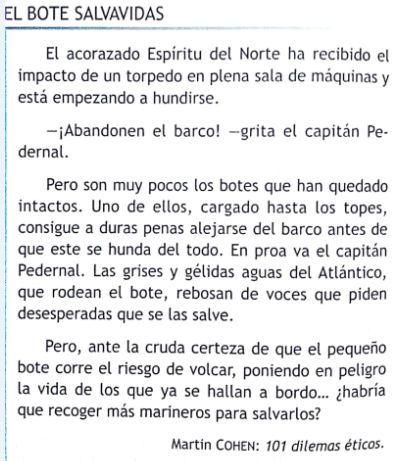 EL BOTE SALVAVIDAS
El acorazado Espíritu del Norte ha recibido el
impacto de un torpedo en plena sala de máquinas y
está empezando a hundirse.
—¡Abandonen el barco! —grita el capitán Pe-
dernal.
Pero son muy pocos los botes que han quedado
intactos. Uno de ellos, cargado hasta los topes,
consigue a duras penas alejarse del barco antes de
que este se hunda del todo. En proa va el capitán
Pedernal. Las grises y gélidas aguas del Atlántico,
que rodean el bote, rebosan de voces que piden
desesperadas que se las salve.
Pero, ante la cruda certeza de que el pequeño
bote corre el riesgo de volcar, poniendo en peligro
la vida de los que ya se hallan a bordo... ¿habría
que recoger más marineros para salvarlos?
Martin COHEN: 101 dilemas éticos.